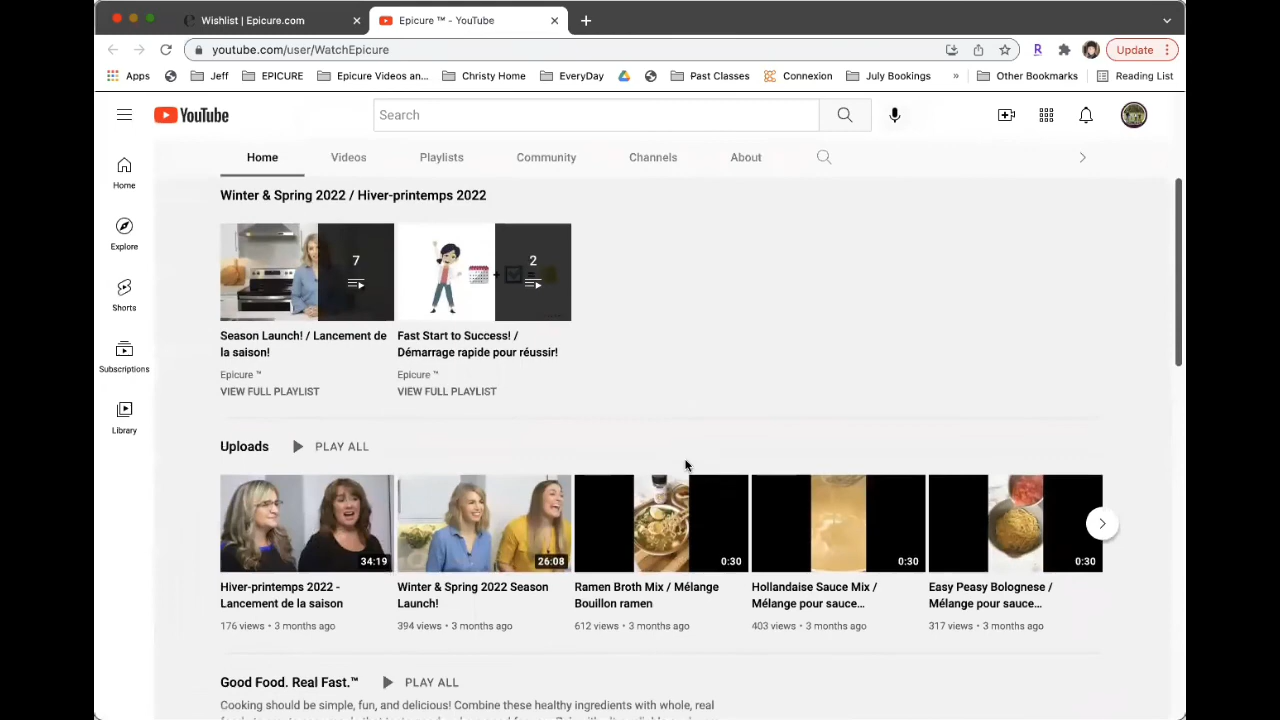 Wishlist | Epicure.com
Epicure ™ - YouTube
youtube.com/user/WatchEpicure
Update
Apps
Jeff
EPICURE
Epicure Videos an...
Christy Home
EveryDay
Past Classes
Connexion
July Bookings
»
Other Bookmarks
Reading List
YouTube
Search
Home
Videos
Playlists
Community
Channels
About
Home
Explore
Shorts
Subscriptions
Library
Winter & Spring 2022 / Hiver-printemps 2022
7
2
Season Launch! / Lancement de
la saison!
Epicure ™
VIEW FULL PLAYLIST
Fast Start to Success! /
Démarrage rapide pour réussir!
Epicure ™
VIEW FULL PLAYLIST
Uploads
PLAY ALL
34:19
26:08
0:30
0:30
0:30
Hiver-printemps 2022 -
Lancement de la saison
176 views • 3 months ago
Winter & Spring 2022 Season
Launch!
394 views • 3 months ago
Ramen Broth Mix / Mélange
Bouillon ramen
612 views • 3 months ago
Hollandaise Sauce Mix /
Mélange pour sauce...
403 views • 3 months ago
Easy Peasy Bolognese /
Mélange pour sauce...
317 views • 3 months ago
Good Food. Real Fast.™
PLAY ALL
Cooking should be simple, fun, and delicious! Combine these healthy ingredients with whole, real